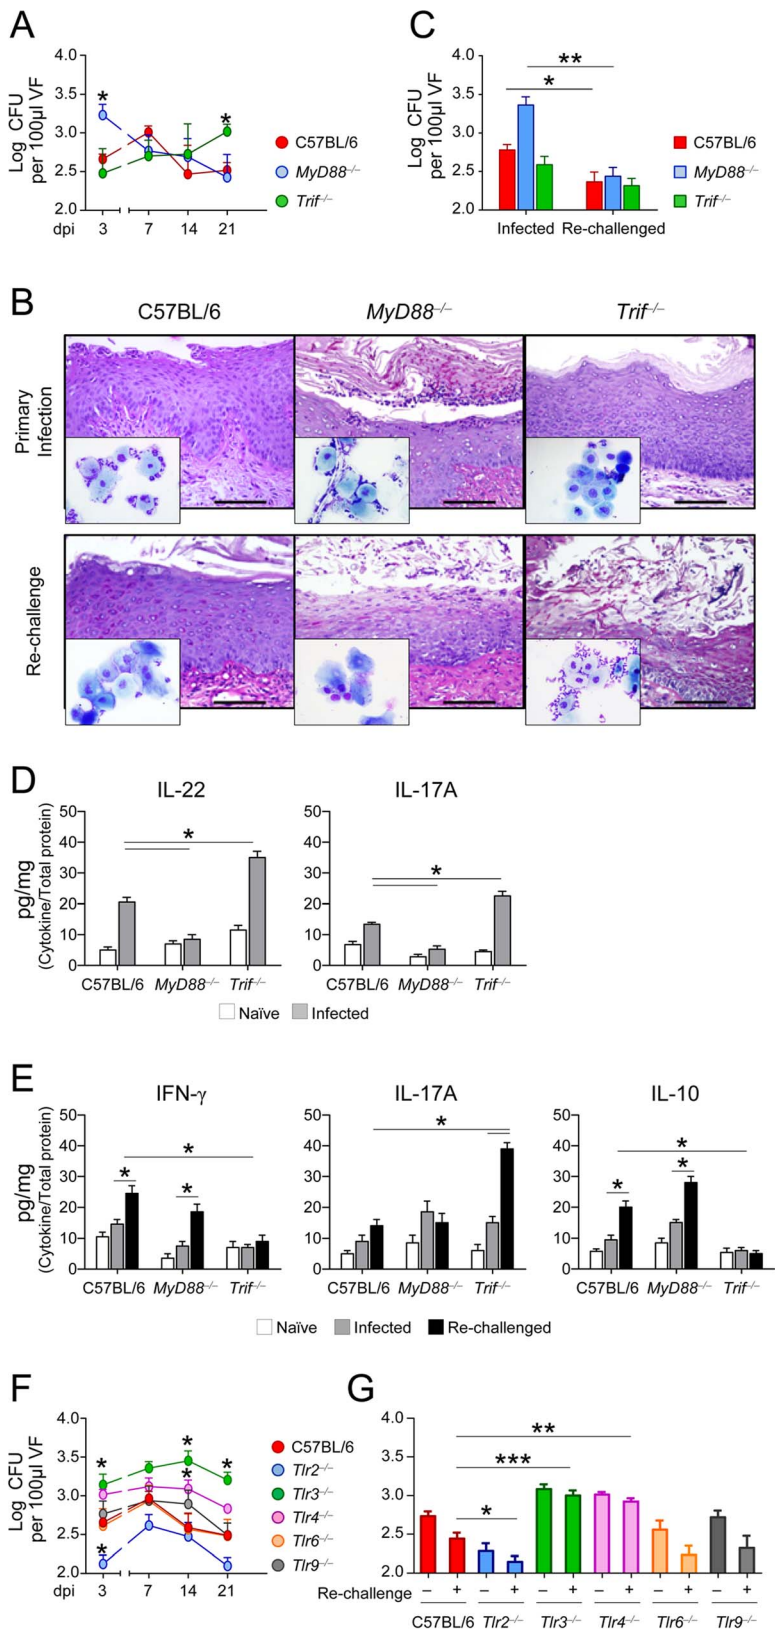 A
Log CFU
per 100µl VF
4.0
3.5
3.0
2.5
2.0
*
*
dpi 3 7 14 21
C57BL/6
MyD88–/–
Trif–/–
C
Log CFU
per 100µl VF
4.0
3.5
3.0
2.5
2.0
**
*
Infected Re-challenged
C57BL/6
MyD88–/–
Trif–/–
B
C57BL/6 MyD88–/– Trif–/–
Primary
Infection
Re-challenge
D
IL-22
pg/mg
(Cytokine/Total protein)
50
40
30
20
10
0
*
C57BL/6 MyD88–/– Trif–/–
IL-17A
50
40
30
20
10
0
*
C57BL/6 MyD88–/– Trif–/–
Naïve Infected
E
IFN-γ
pg/mg
(Cytokine/Total protein)
50
40
30
20
10
0
*
*
*
C57BL/6 MyD88–/– Trif–/–
IL-17A
50
40
30
20
10
0
*
C57BL/6 MyD88–/– Trif–/–
IL-10
50
40
30
20
10
0
*
*
*
C57BL/6 MyD88–/– Trif–/–
Naïve Infected Re-challenged
F
Log CFU
per 100µl VF
4.0
3.5
3.0
2.5
2.0
*
*
*
*
*
dpi 3 7 14 21
C57BL/6
Tlr2–/–
Tlr3–/–
Tlr4–/–
Tlr6–/–
Tlr9–/–
G
4.0
3.5
3.0
2.5
2.0
**
***
*
Re-challenge – + – + – + – + – + – +
C57BL/6 Tlr2–/– Tlr3–/– Tlr4–/– Tlr6–/– Tlr9–/–